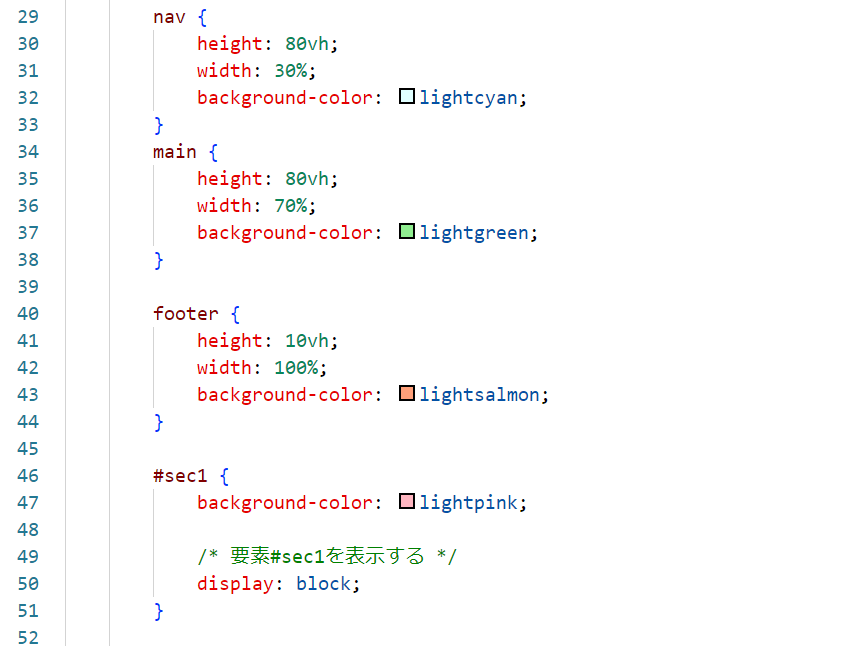 29 nav {
30 height: 80vh;
31 width: 30%;
32 background-color: lightcyan;
33 }
34 main {
35 height: 80vh;
36 width: 70%;
37 background-color: lightgreen;
38 }
39
40 footer {
41 height: 10vh;
42 width: 100%;
43 background-color: lightsalmon;
44 }
45
46 #sec1 {
47 background-color: lightpink;
48
49 /* 要素#sec1を表示する */
50 display: block;
51 }
52